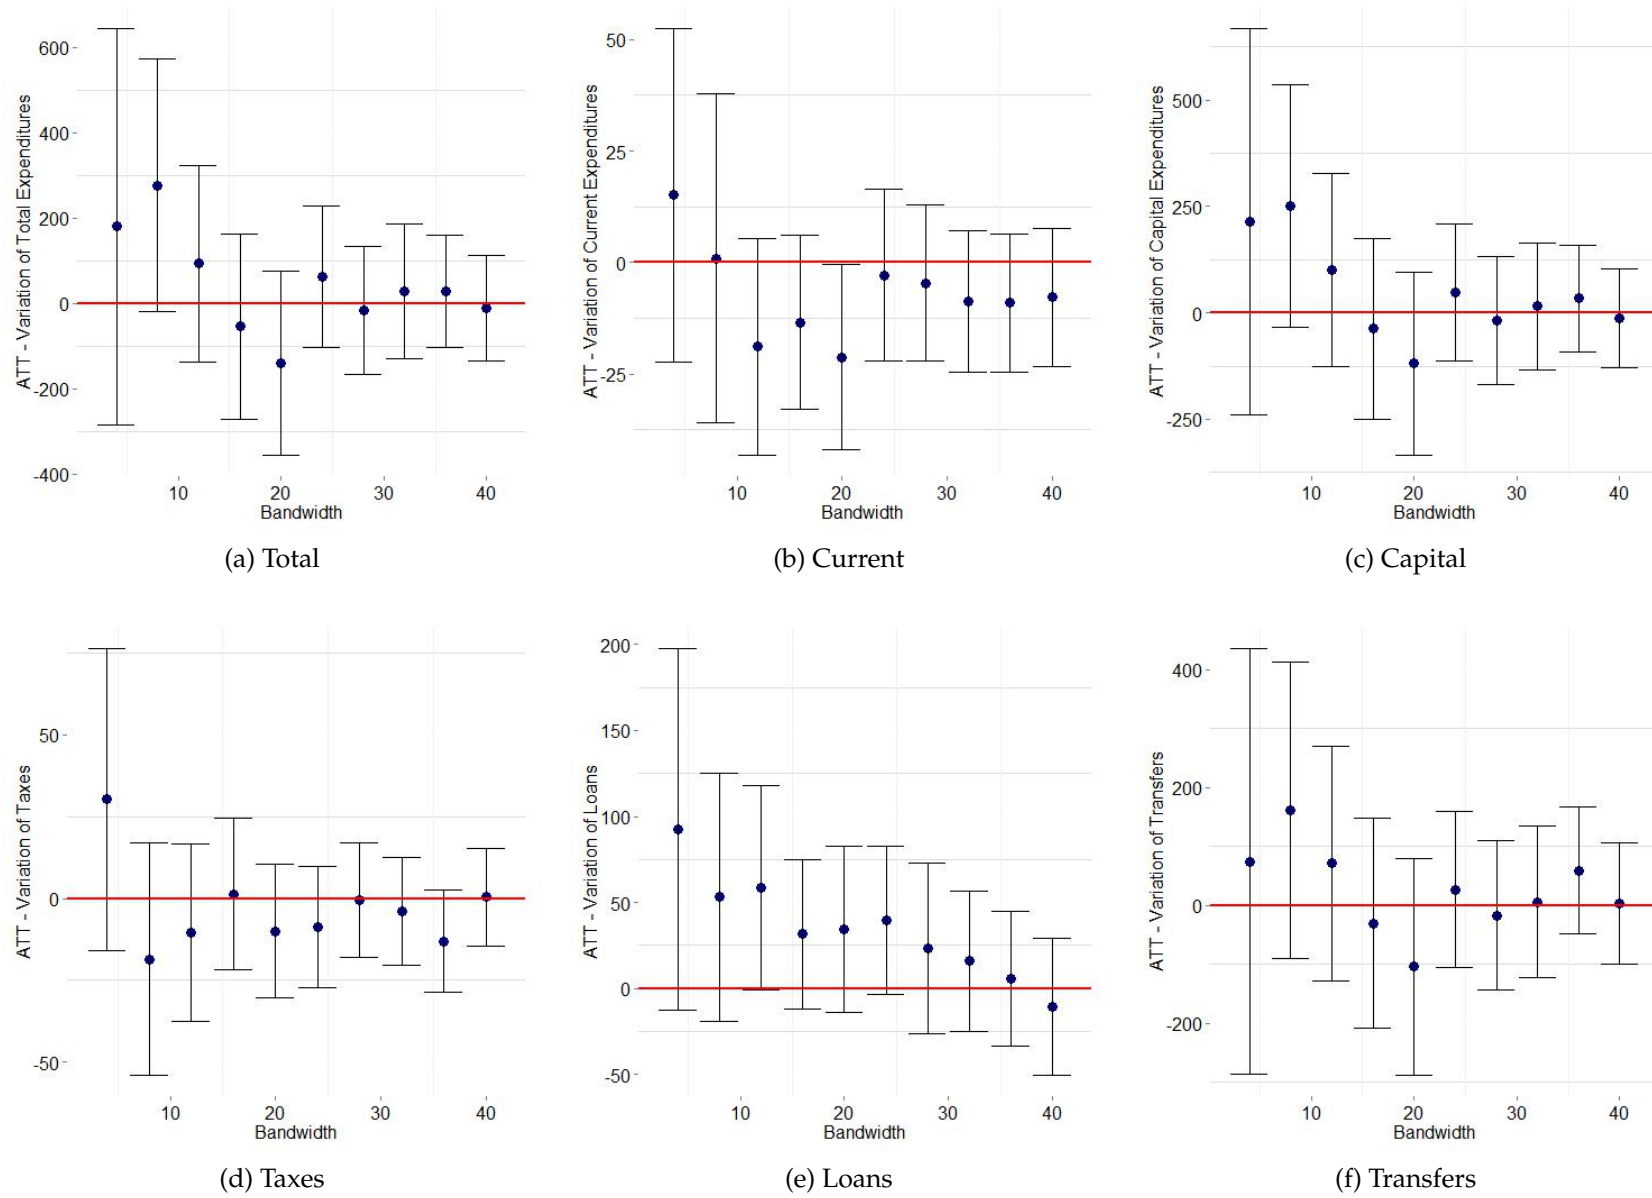 ATT - Variation of Total Expenditures
600
400
200
0
-200
-400
10 20 30 40
Bandwidth
(a) Total
ATT - Variation of Current Expenditures
50
25
0
-25
10 20 30 40
Bandwidth
(b) Current
ATT - Variation of Capital Expenditures
500
250
0
-250
10 20 30 40
Bandwidth
(c) Capital
ATT - Variation of Taxes
50
0
-50
10 20 30 40
Bandwidth
(d) Taxes
ATT - Variation of Loans
200
150
100
50
0
-50
10 20 30 40
Bandwidth
(e) Loans
ATT - Variation of Transfers
400
200
0
-200
10 20 30 40
Bandwidth
(f) Transfers